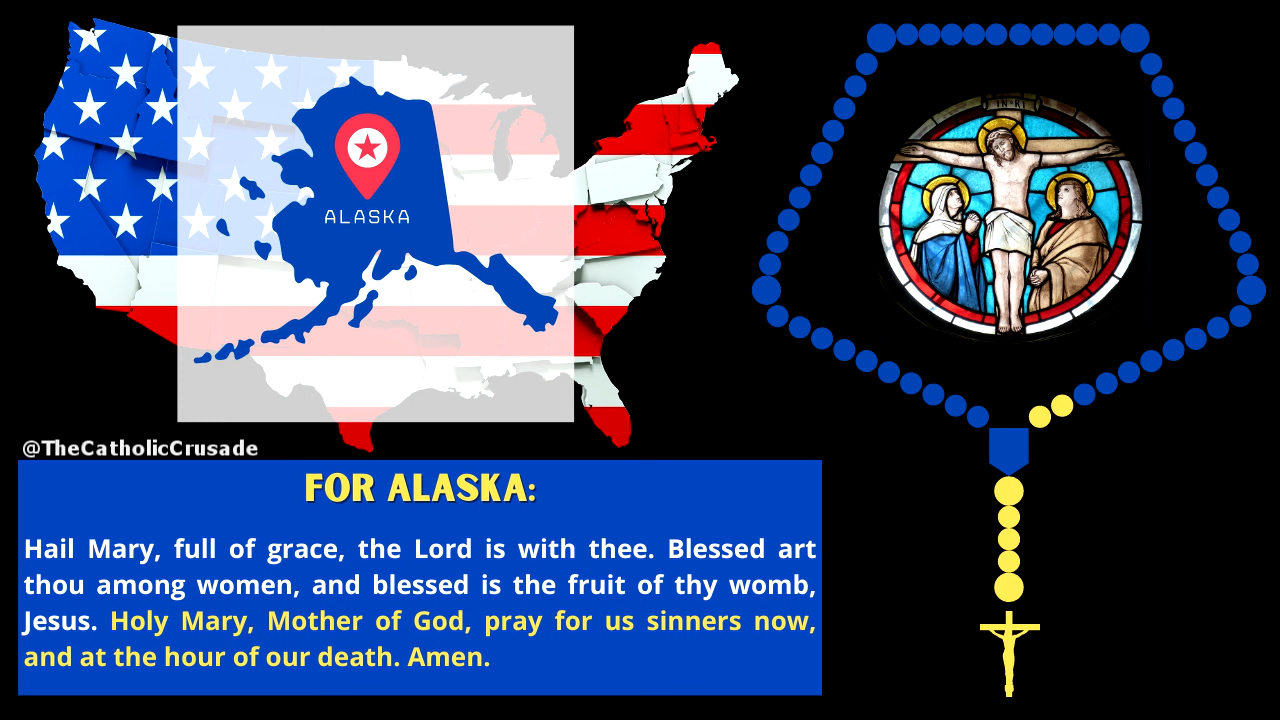 ALASKA
IN·RI
@TheCatholicCrusade
FOR ALASKA:
Hail Mary, full of grace, the Lord is with thee. Blessed art
thou among women, and blessed is the fruit of thy womb,
Jesus. Holy Mary, Mother of God, pray for us sinners now,
and at the hour of our death. Amen.